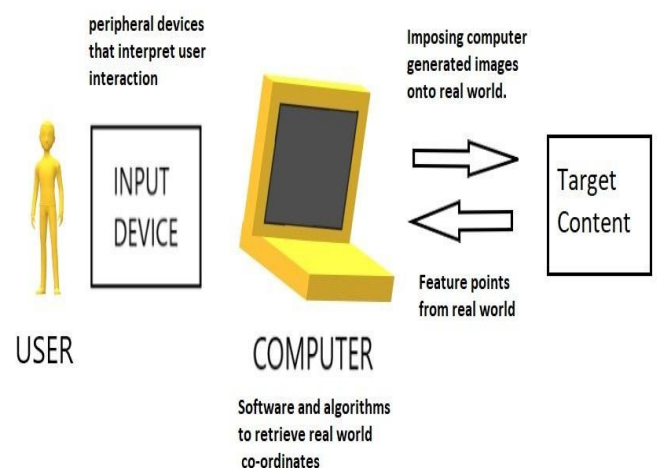 peripheral devices
that interpret user
interaction
Imposing computer
generated images
onto real world.
INPUT
DEVICE
Target
Content
Feature points
from real world
USER
COMPUTER
Software and algorithms
to retrieve real world
co-ordinates